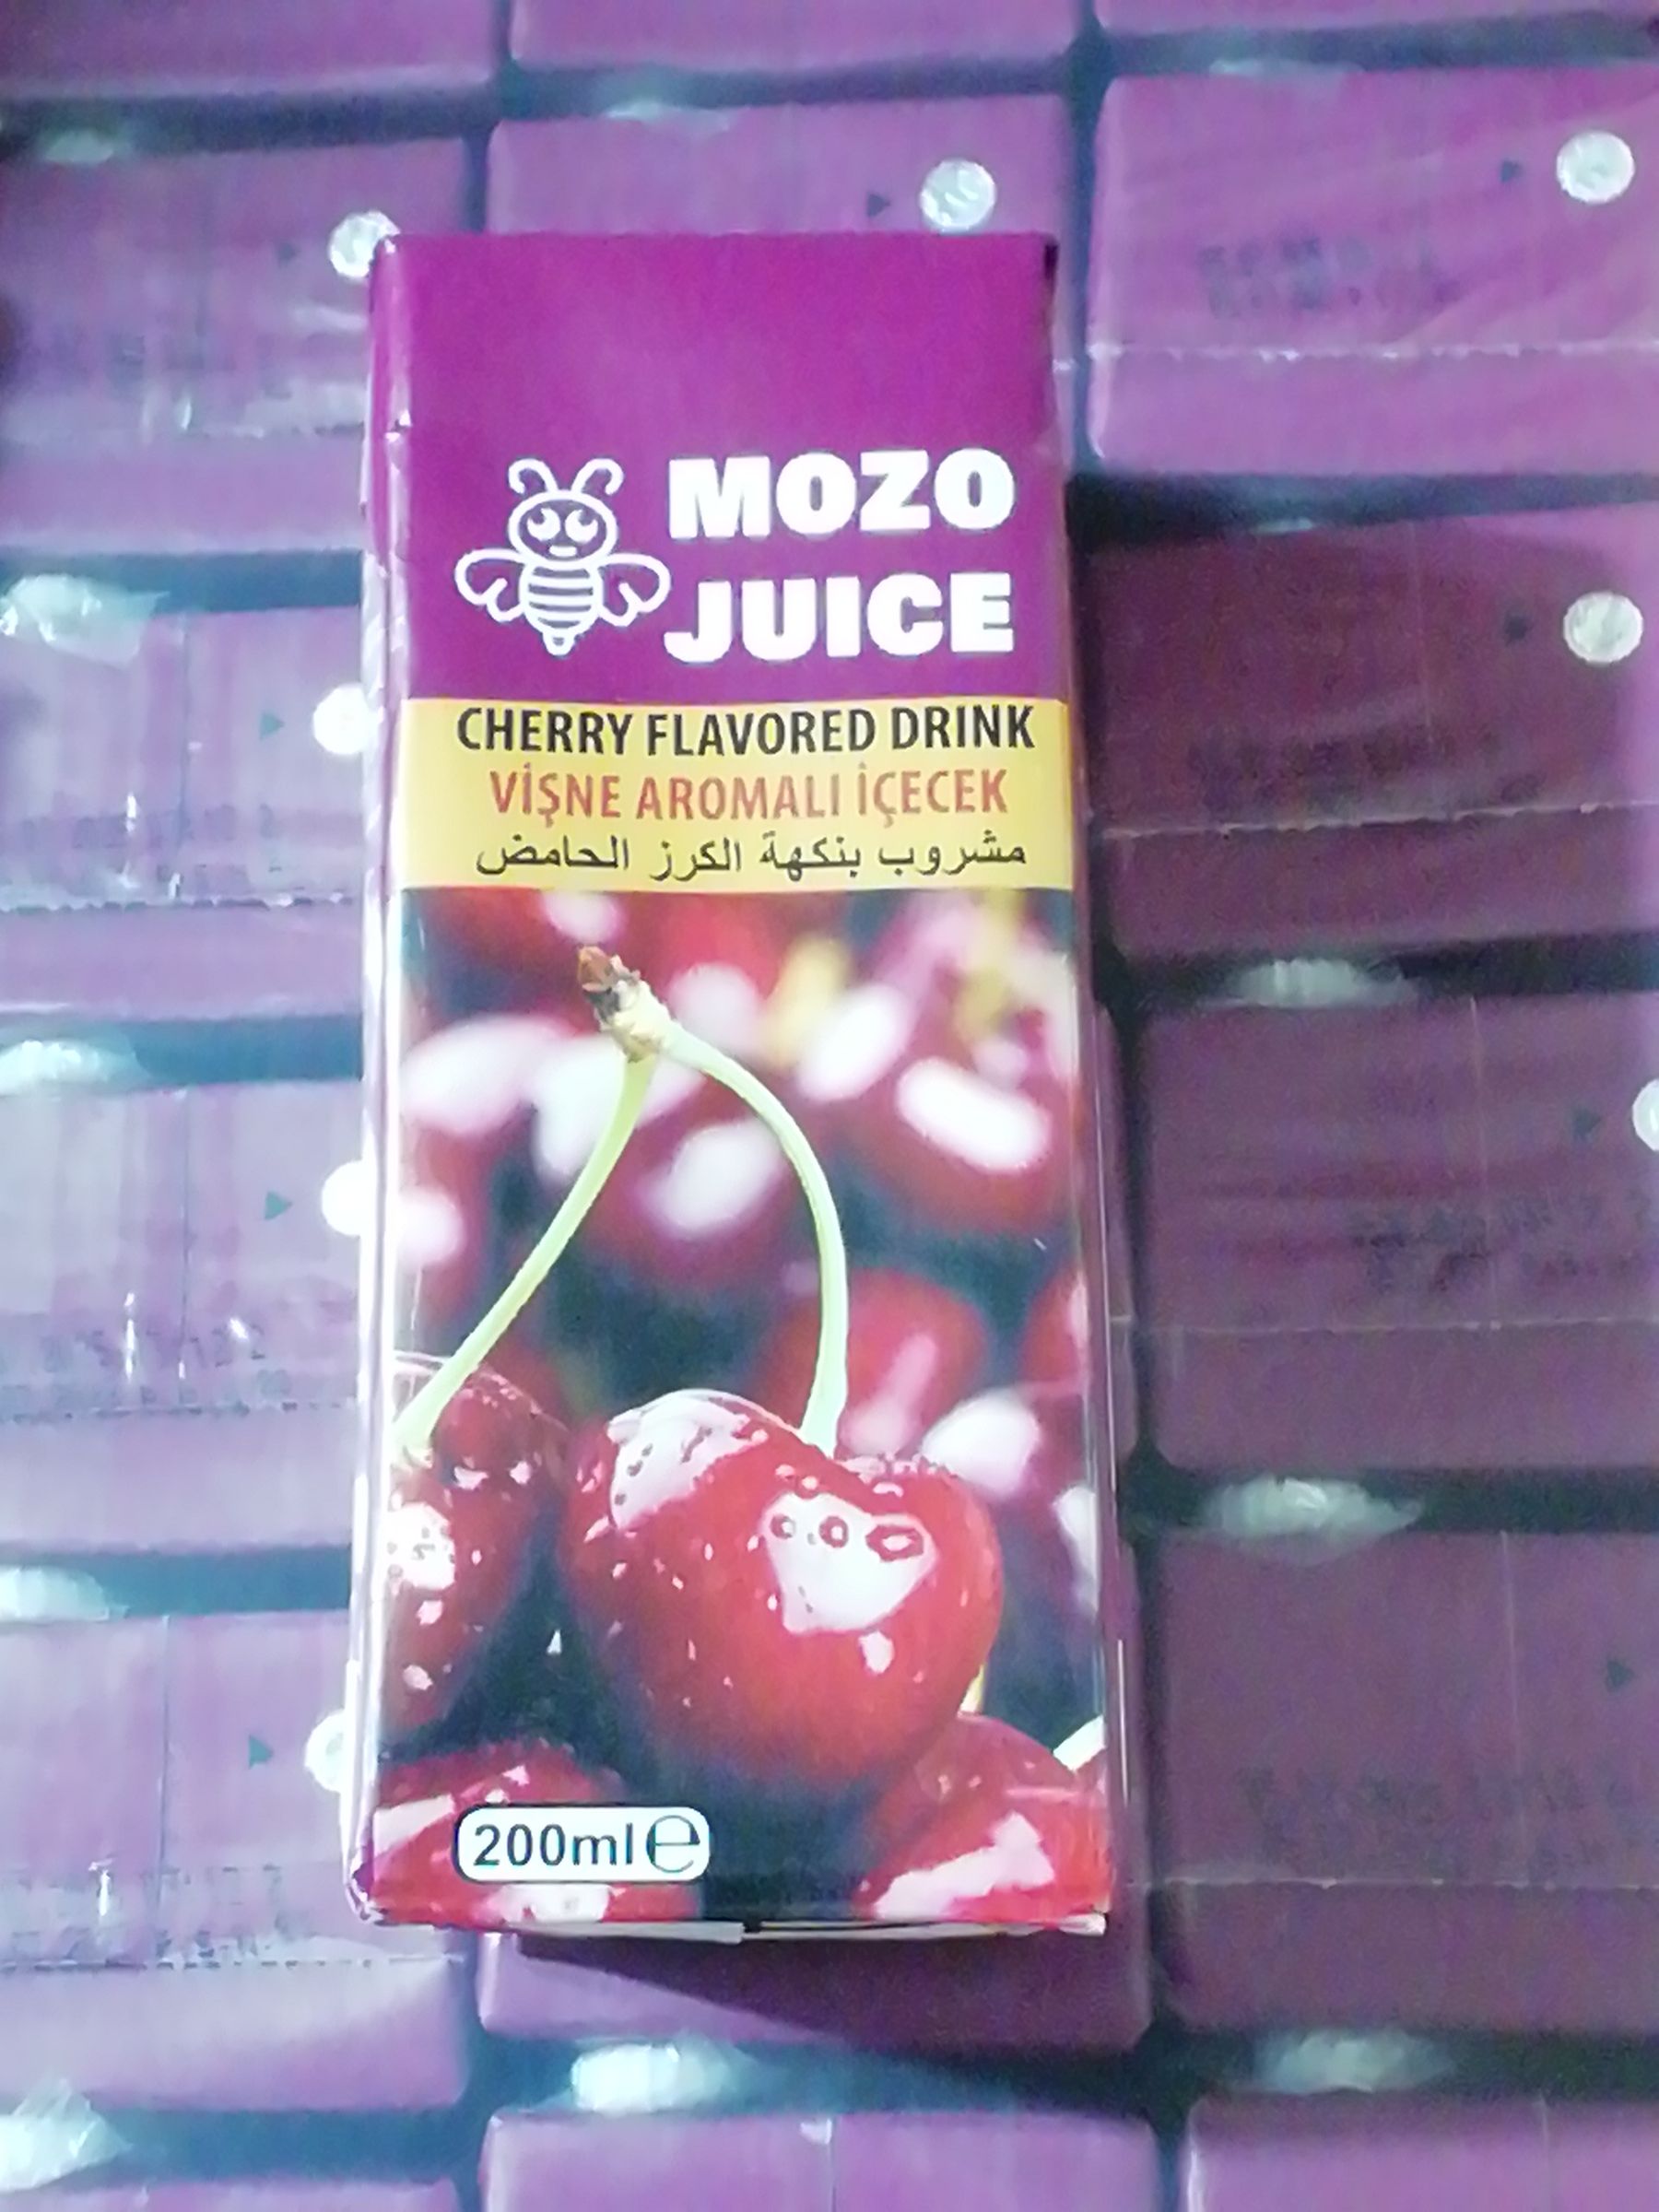 MOZO
JUICE
CHERRY FLAVORED DRINK
VİŞNE AROMALI İÇECEK
مشروب بنكهة الكرز الحامض
200ml℮